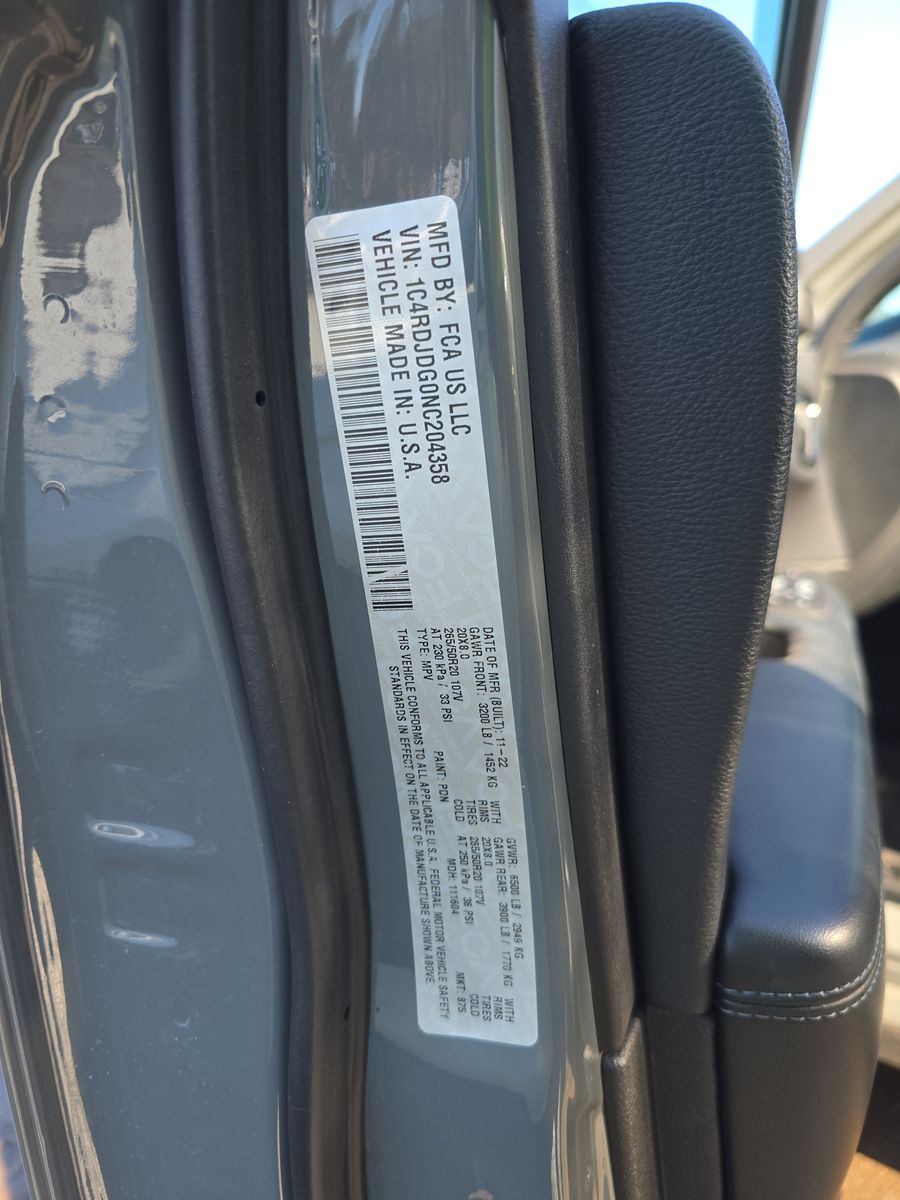 MFD BY: FCA US LLC
VIN: 1C4RDJDG0NC204358
VEHICLE MADE IN: U.S.A.
DATE OF MFR (BUILT): 11-22 GVWR: 6500 LB / 2949 KG
GAWR FRONT: 3200 LB / 1452 KG WITH GAWR REAR: 3900 LB / 1770 KG WITH
20X8.0 RIMS 20X8.0 RIMS
265/50R20 107V TIRES 265/50R20 107V TIRES
AT 230 kPa / 33 PSI COLD AT 250 kPa / 36 PSI COLD
TYPE: MPV PAINT: PDN MDH: 111604 MKT: 875
THIS VEHICLE CONFORMS TO ALL APPLICABLE U.S.A. FEDERAL MOTOR VEHICLE SAFETY
STANDARDS IN EFFECT ON THE DATE OF MANUFACTURE SHOWN ABOVE.